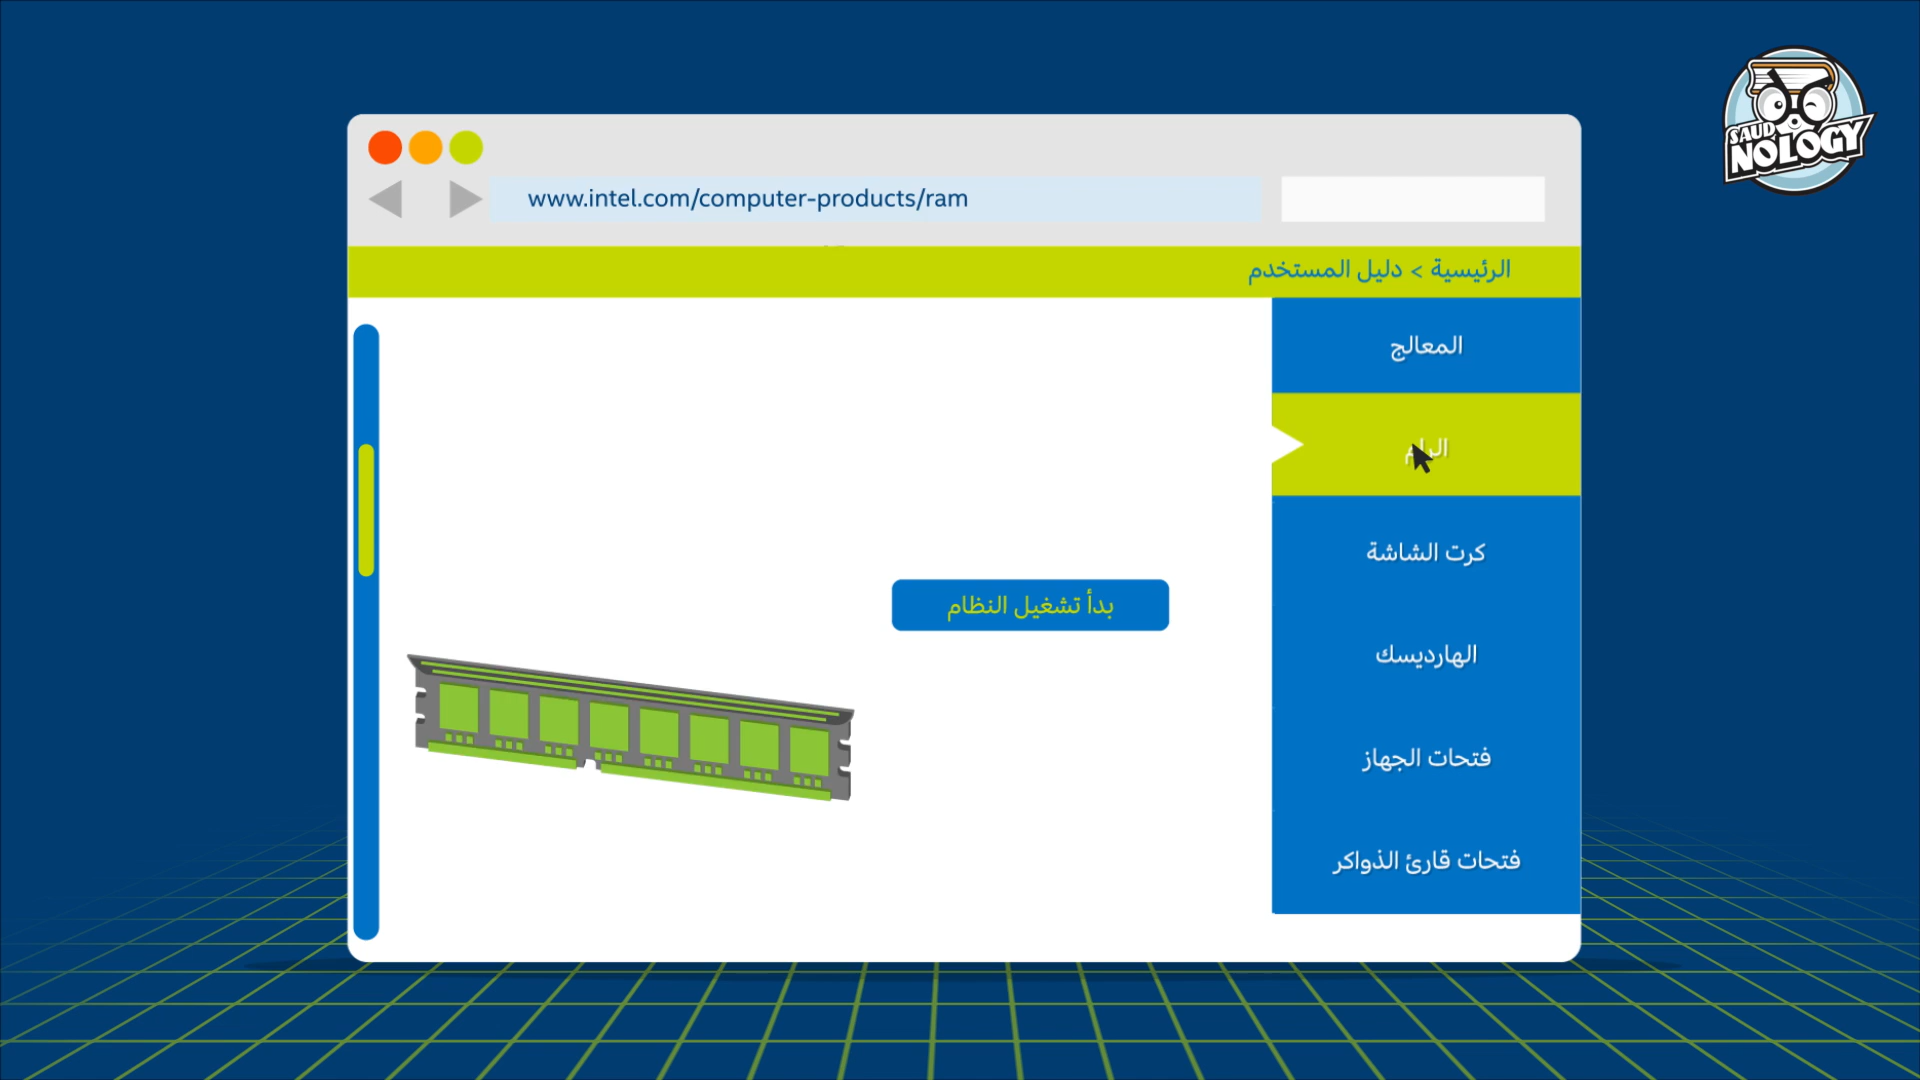 SAUD
NOLOGY
www.intel.com/computer-products/ram
الرئيسية > دليل المستخدم
المعالج
الرام
كرت الشاشة
بدأ تشغيل النظام
الهارديسك
فتحات الجهاز
فتحات قارئ الذواكر